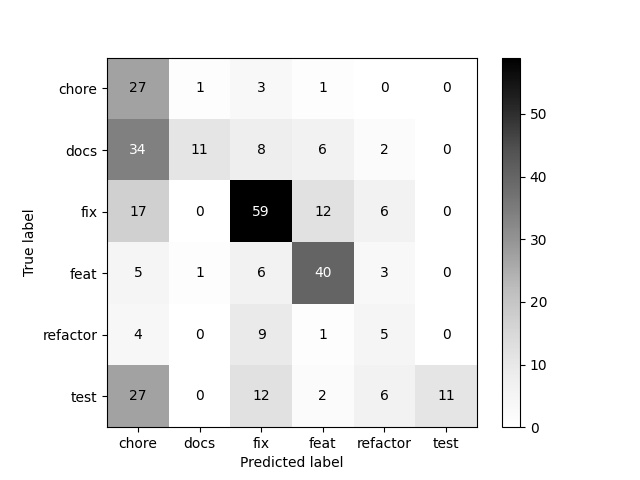 chore 27 1 3 1 0 0
docs 34 11 8 6 2 0
fix 17 0 59 12 6 0
feat 5 1 6 40 3 0
refactor 4 0 9 1 5 0
test 27 0 12 2 6 11
chore docs fix feat refactor test
Predicted label
True label
50
40
30
20
10
0